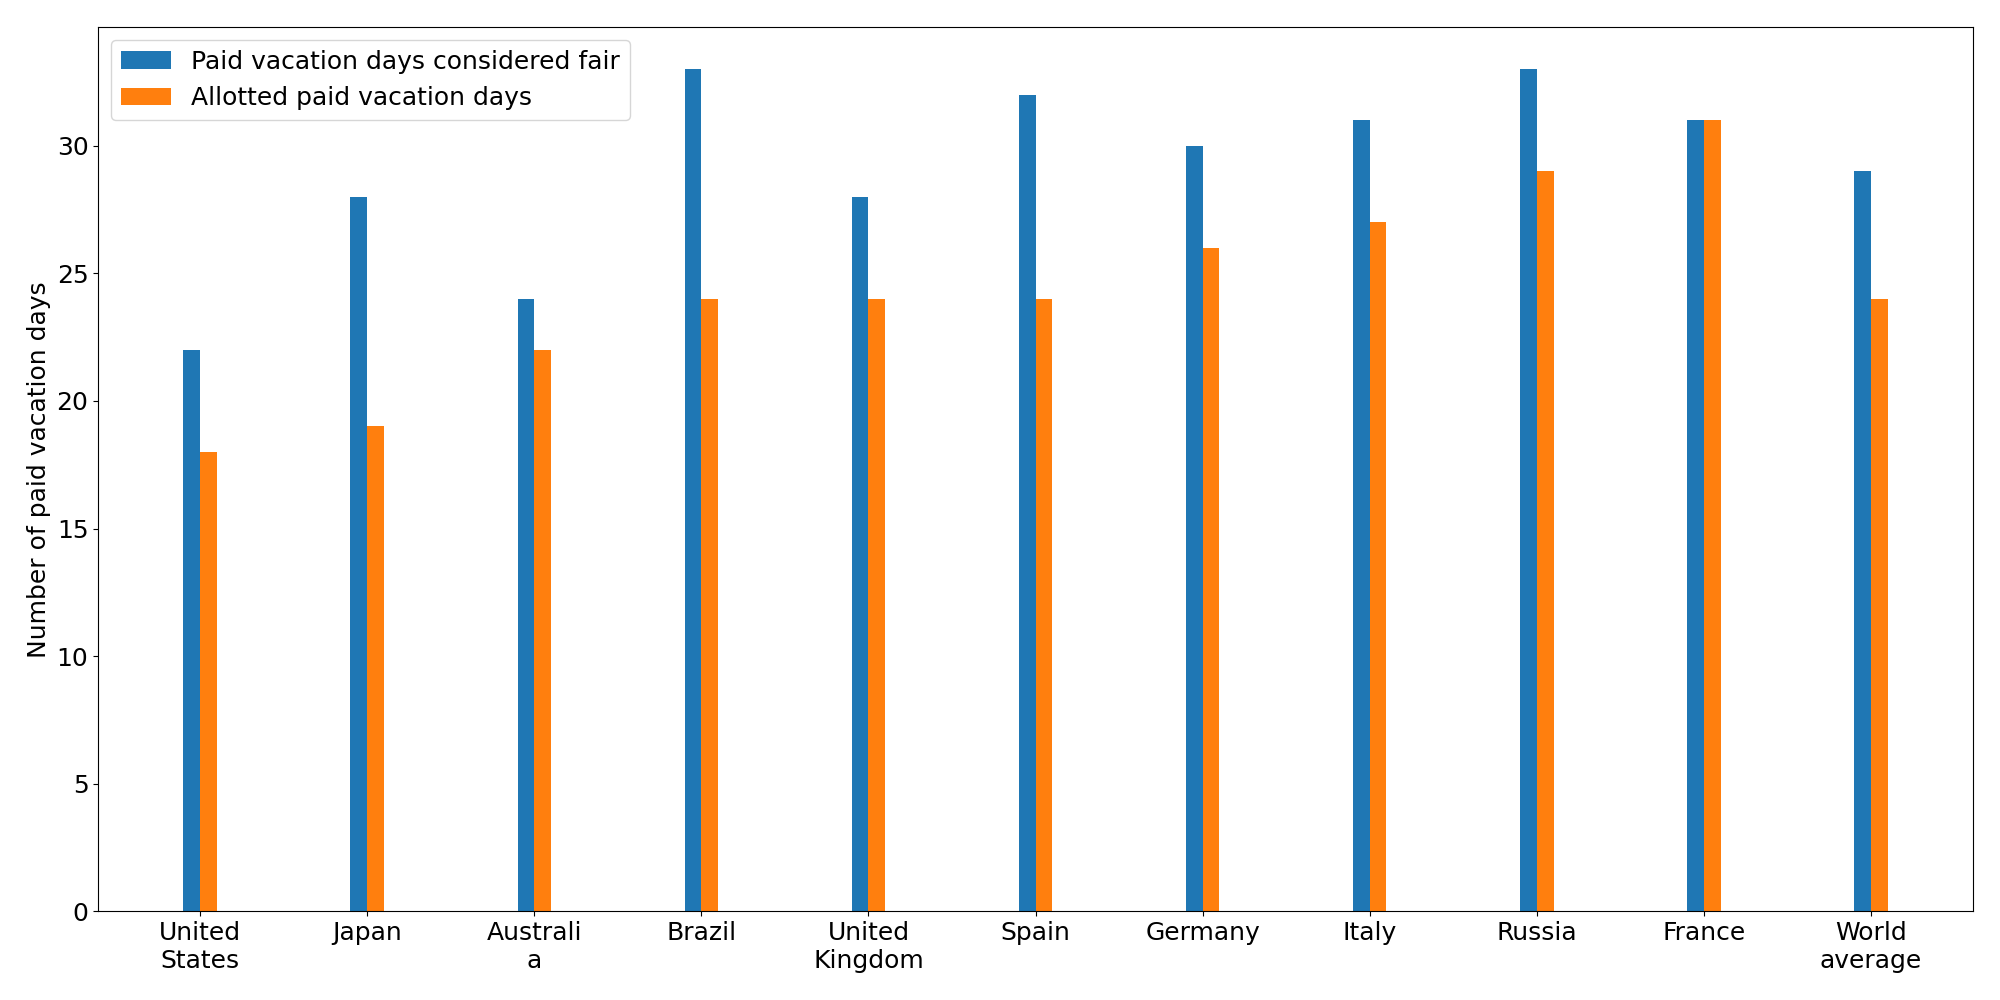 Paid vacation days considered fair
Allotted paid vacation days
Number of paid vacation days
30
25
20
15
10
5
0
United States
Japan
Australi
a
Brazil
United Kingdom
Spain
Germany
Italy
Russia
France
World average